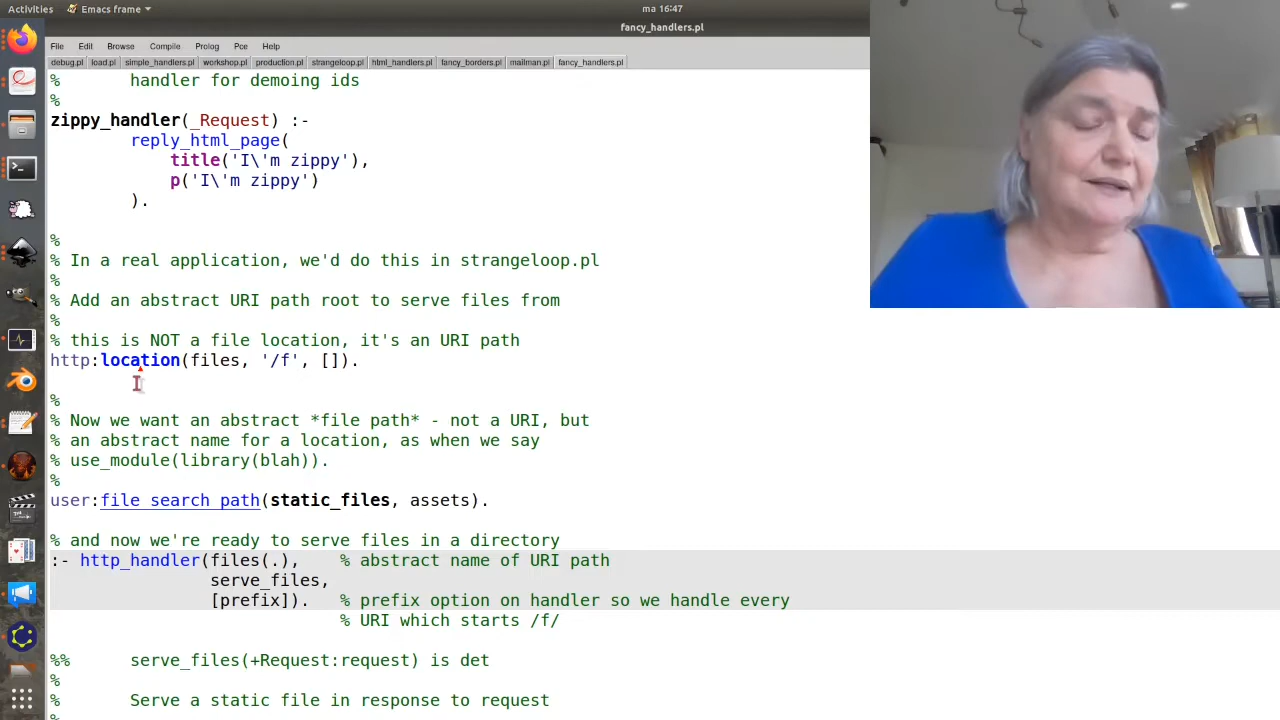 Activities Emacs frame ma 16:47
fancy_handlers.pl
File Edit Browse Compile Prolog Pce Help
debug.pl load.pl simple_handlers.pl workshop.pl production.pl strangeloop.pl html_handlers.pl fancy_borders.pl mailman.pl fancy_handlers.pl
% handler for demoing ids
%
zippy_handler(_Request) :-
reply_html_page(
title('I\'m zippy'),
p('I\'m zippy')
).
%
% In a real application, we'd do this in strangeloop.pl
%
% Add an abstract URI path root to serve files from
%
% this is NOT a file location, it's an URI path
http:location(files, '/f', []).
%
% Now we want an abstract *file path* - not a URI, but
% an abstract name for a location, as when we say
% use_module(library(blah)).
%
user:file_search_path(static_files, assets).
% and now we're ready to serve files in a directory
:- http_handler(files(.), % abstract name of URI path
serve_files,
[prefix]). % prefix option on handler so we handle every
% URI which starts /f/
%% serve_files(+Request:request) is det
%
% Serve a static file in response to request
%